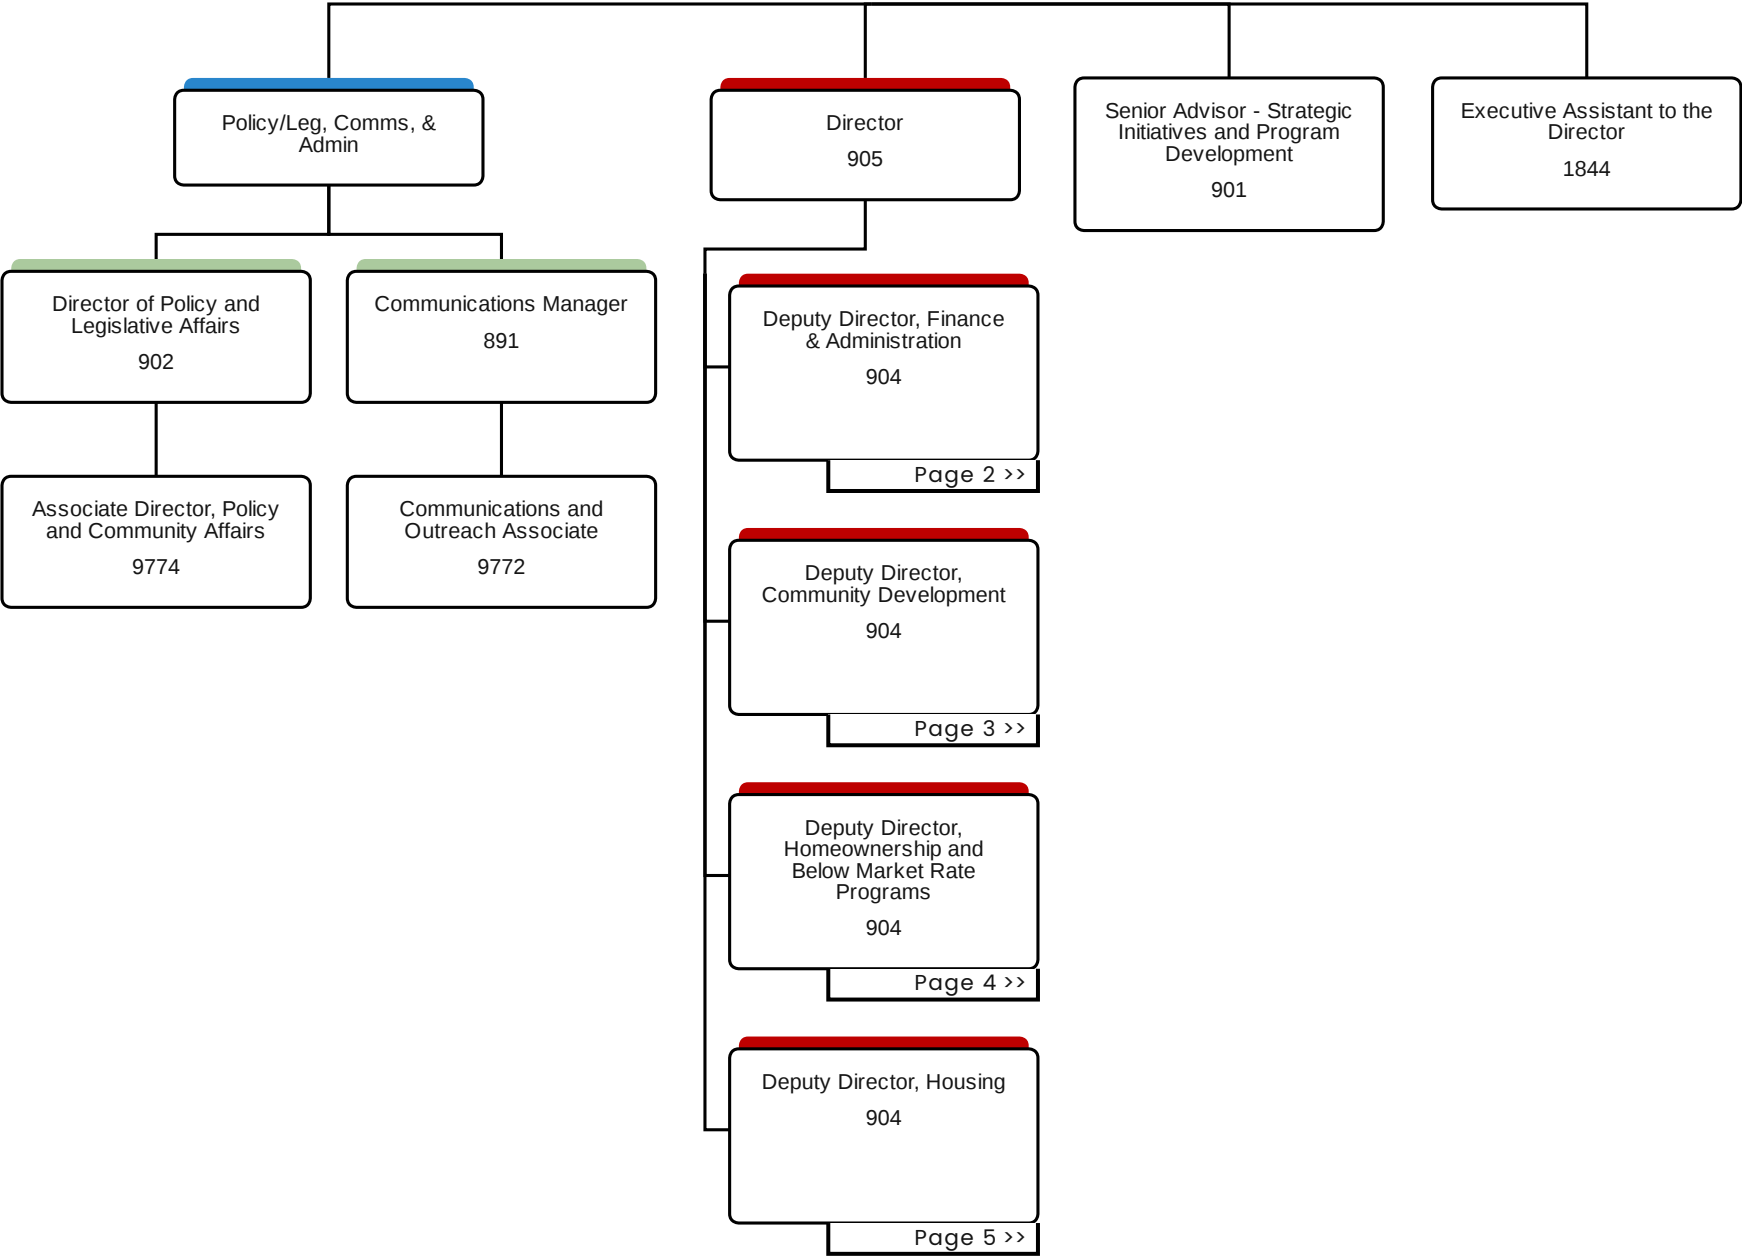 Policy/Leg, Comms, &
Admin
Director
905
Senior Advisor - Strategic
Initiatives and Program
Development
901
Executive Assistant to the
Director
1844
Director of Policy and
Legislative Affairs
902
Communications Manager
891
Associate Director, Policy
and Community Affairs
9774
Communications and
Outreach Associate
9772
Deputy Director, Finance
& Administration
904
Page 2 >>
Deputy Director,
Community Development
904
Page 3 >>
Deputy Director,
Homeownership and
Below Market Rate
Programs
904
Page 4 >>
Deputy Director, Housing
904
Page 5 >>